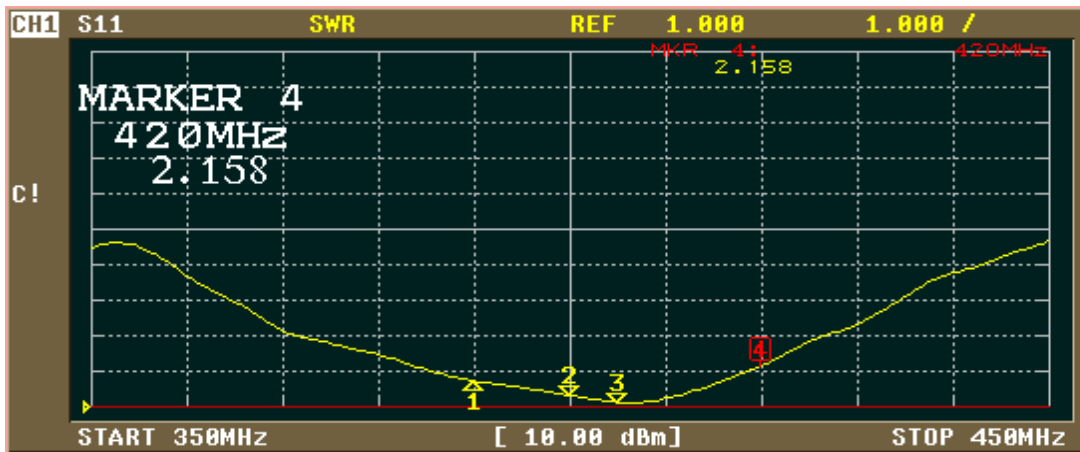 CH1 S11 SWR REF 1.000 1.000 /
MKR 4: 420MHz
2.158
MARKER 4
420MHz
2.158
C!
4
2
3
1
START 350MHz [ 10.00 dBm] STOP 450MHz